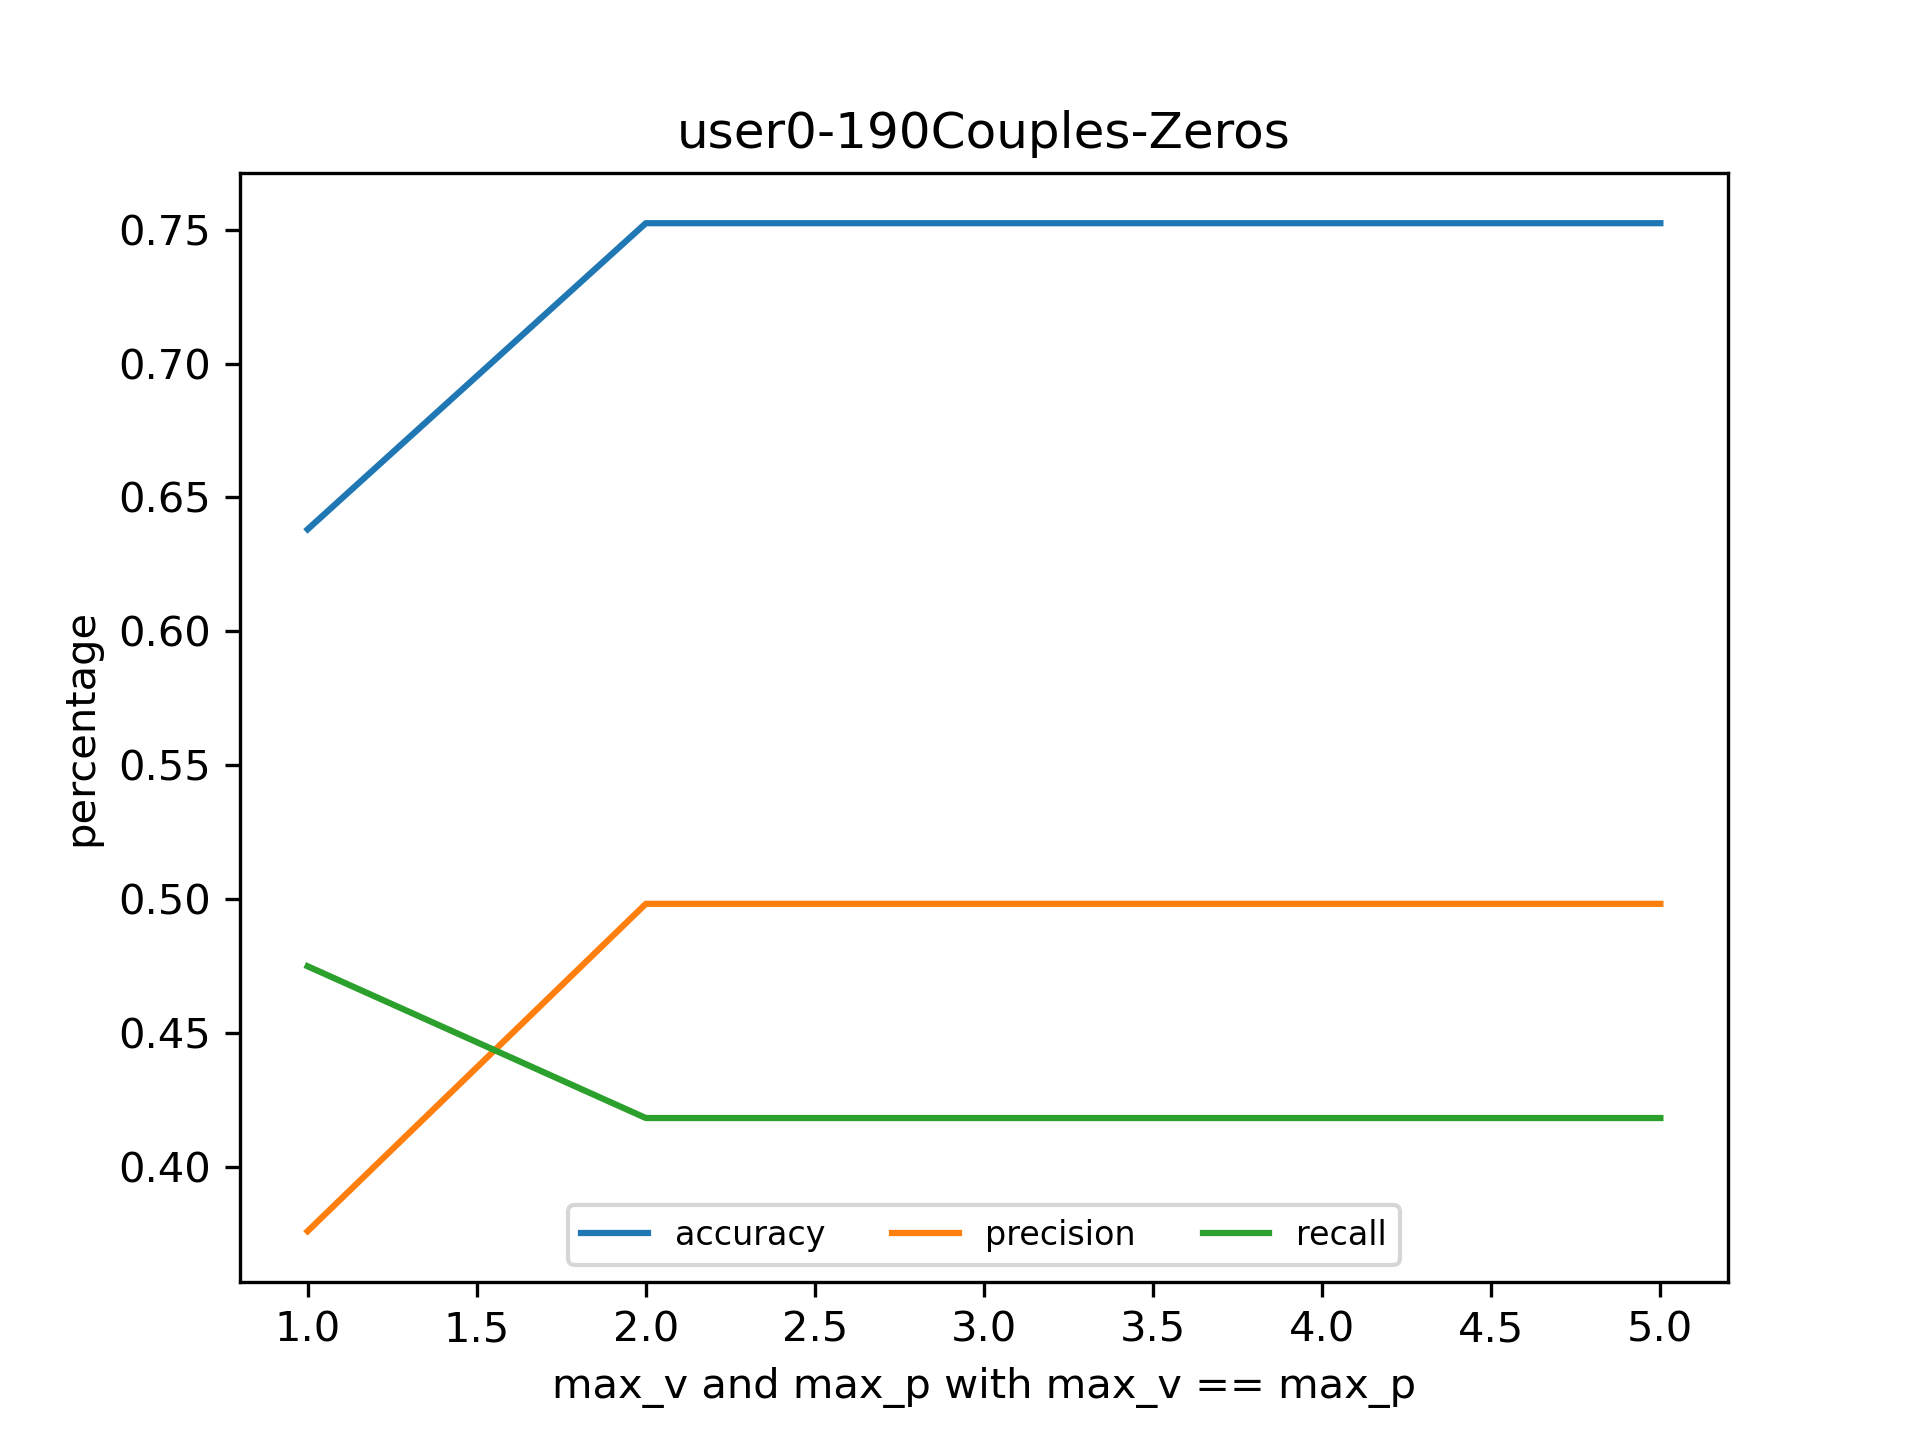 user0-190Couples-Zeros
percentage
0.75
0.70
0.65
0.60
0.55
0.50
0.45
0.40
accuracy precision recall
1.0 1.5 2.0 2.5 3.0 3.5 4.0 4.5 5.0
max_v and max_p with max_v == max_p